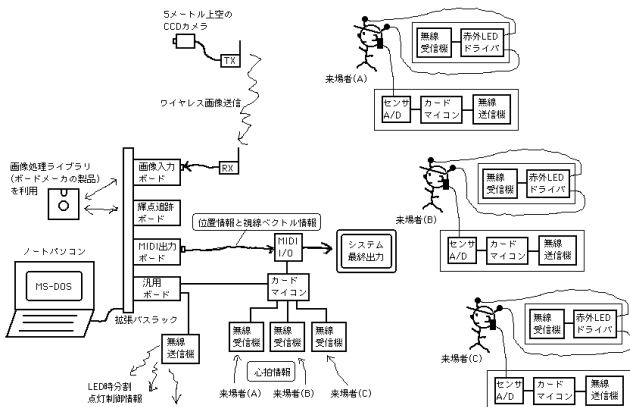 5メートル上空の
CCDカメラ
TX
ワイヤレス画像送信
RX
画像処理ライブラリ
(ボードメーカの製品)
を利用
画像入力
ボード
輝点追跡
ボード
MIDI出力
ボード
汎用
ボード
拡張バスラック
ノートパソコン
MS-DOS
無線
送信機
LED時分割
点灯制御情報
位置情報と視線ベクトル情報
MIDI
I/O
システム
最終出力
カード
マイコン
無線
受信機
無線
受信機
無線
受信機
心拍情報
来場者(A)
来場者(B)
来場者(C)
来場者(A)
無線
受信機
赤外LED
ドライバ
センサ
A/D
カード
マイコン
無線
送信機
来場者(B)
無線
受信機
赤外LED
ドライバ
センサ
A/D
カード
マイコン
無線
送信機
来場者(C)
無線
受信機
赤外LED
ドライバ
センサ
A/D
カード
マイコン
無線
送信機